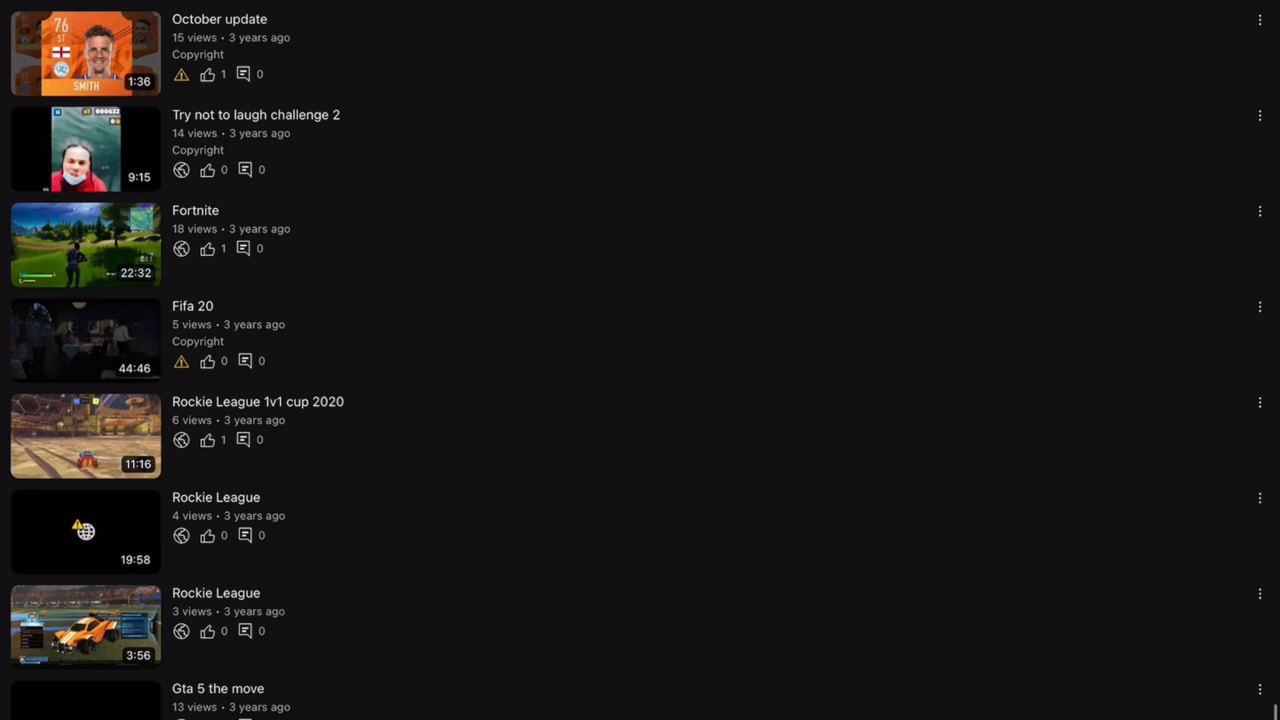 76
ST
SMITH
1:36
October update
15 views • 3 years ago
Copyright
1 0
9:15
Try not to laugh challenge 2
14 views • 3 years ago
Copyright
0 0
22:32
Fortnite
18 views • 3 years ago
1 0
44:46
Fifa 20
5 views • 3 years ago
Copyright
0 0
11:16
Rockie League 1v1 cup 2020
6 views • 3 years ago
1 0
19:58
Rockie League
4 views • 3 years ago
0 0
3:56
Rockie League
3 views • 3 years ago
0 0
Gta 5 the move
13 views • 3 years ago